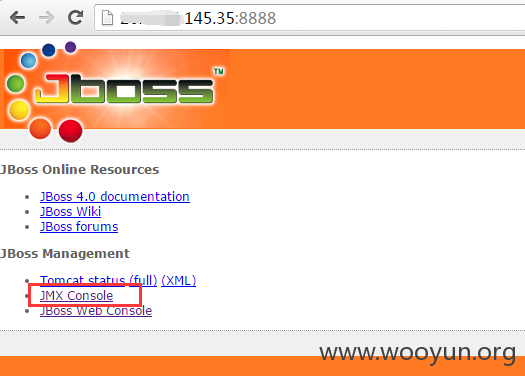 145.35:8888
Jboss™
JBoss Online Resources
JBoss 4.0 documentation
JBoss Wiki
JBoss forums
JBoss Management
Tomcat status (full) (XML)
JMX Console
JBoss Web Console
www.wooyun.org